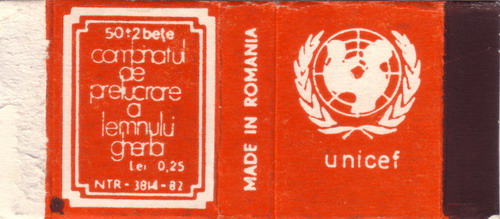 50±2 bețe
combinatul
de
prelucrare
a
lemnului
gherla
Lei 0,25
NTR - 3814 - 82
MADE IN ROMANIA
unicef